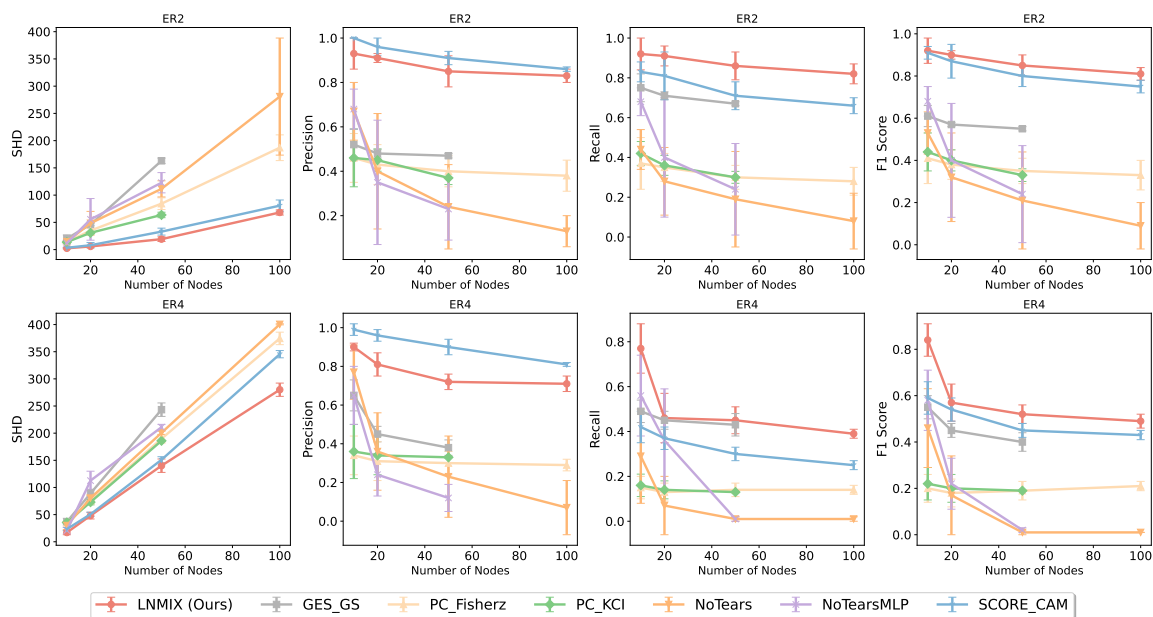 ER2
ER2
ER2
ER2
400
350
300
250
200
150
100
50
0
SHD
20 40 60 80 100
Number of Nodes
1.0
0.8
0.6
0.4
0.2
Precision
20 40 60 80 100
Number of Nodes
1.0
0.8
0.6
0.4
0.2
0.0
Recall
20 40 60 80 100
Number of Nodes
1.0
0.8
0.6
0.4
0.2
0.0
F1 Score
20 40 60 80 100
Number of Nodes
ER4
ER4
ER4
ER4
400
350
300
250
200
150
100
50
0
SHD
20 40 60 80 100
Number of Nodes
1.0
0.8
0.6
0.4
0.2
0.0
Precision
20 40 60 80 100
Number of Nodes
0.8
0.6
0.4
0.2
0.0
Recall
20 40 60 80 100
Number of Nodes
0.8
0.6
0.4
0.2
0.0
F1 Score
20 40 60 80 100
Number of Nodes
LNMIX (Ours) GES_GS PC_Fisherz PC_KCI NoTears NoTearsMLP SCORE_CAM